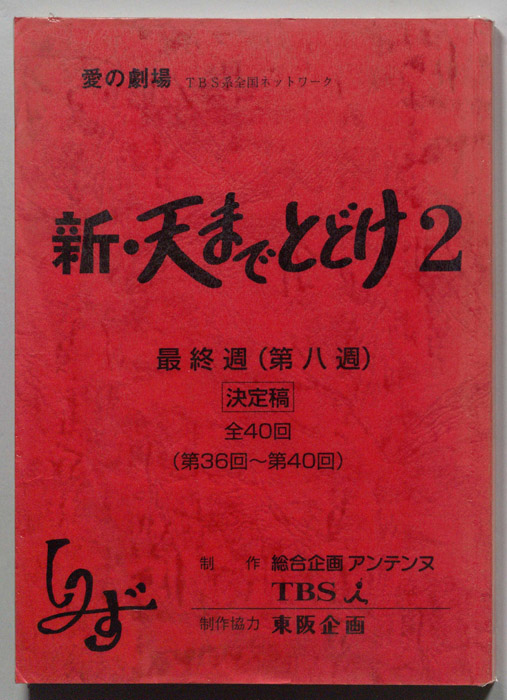 愛の劇場 TBS系全国ネットワーク
新・天までとどけ2
最終週(第八週)
決定稿
全40回
(第36回～第40回)
制 作 総合企画 アンテンヌ
TBS i
制作協力 東阪企画